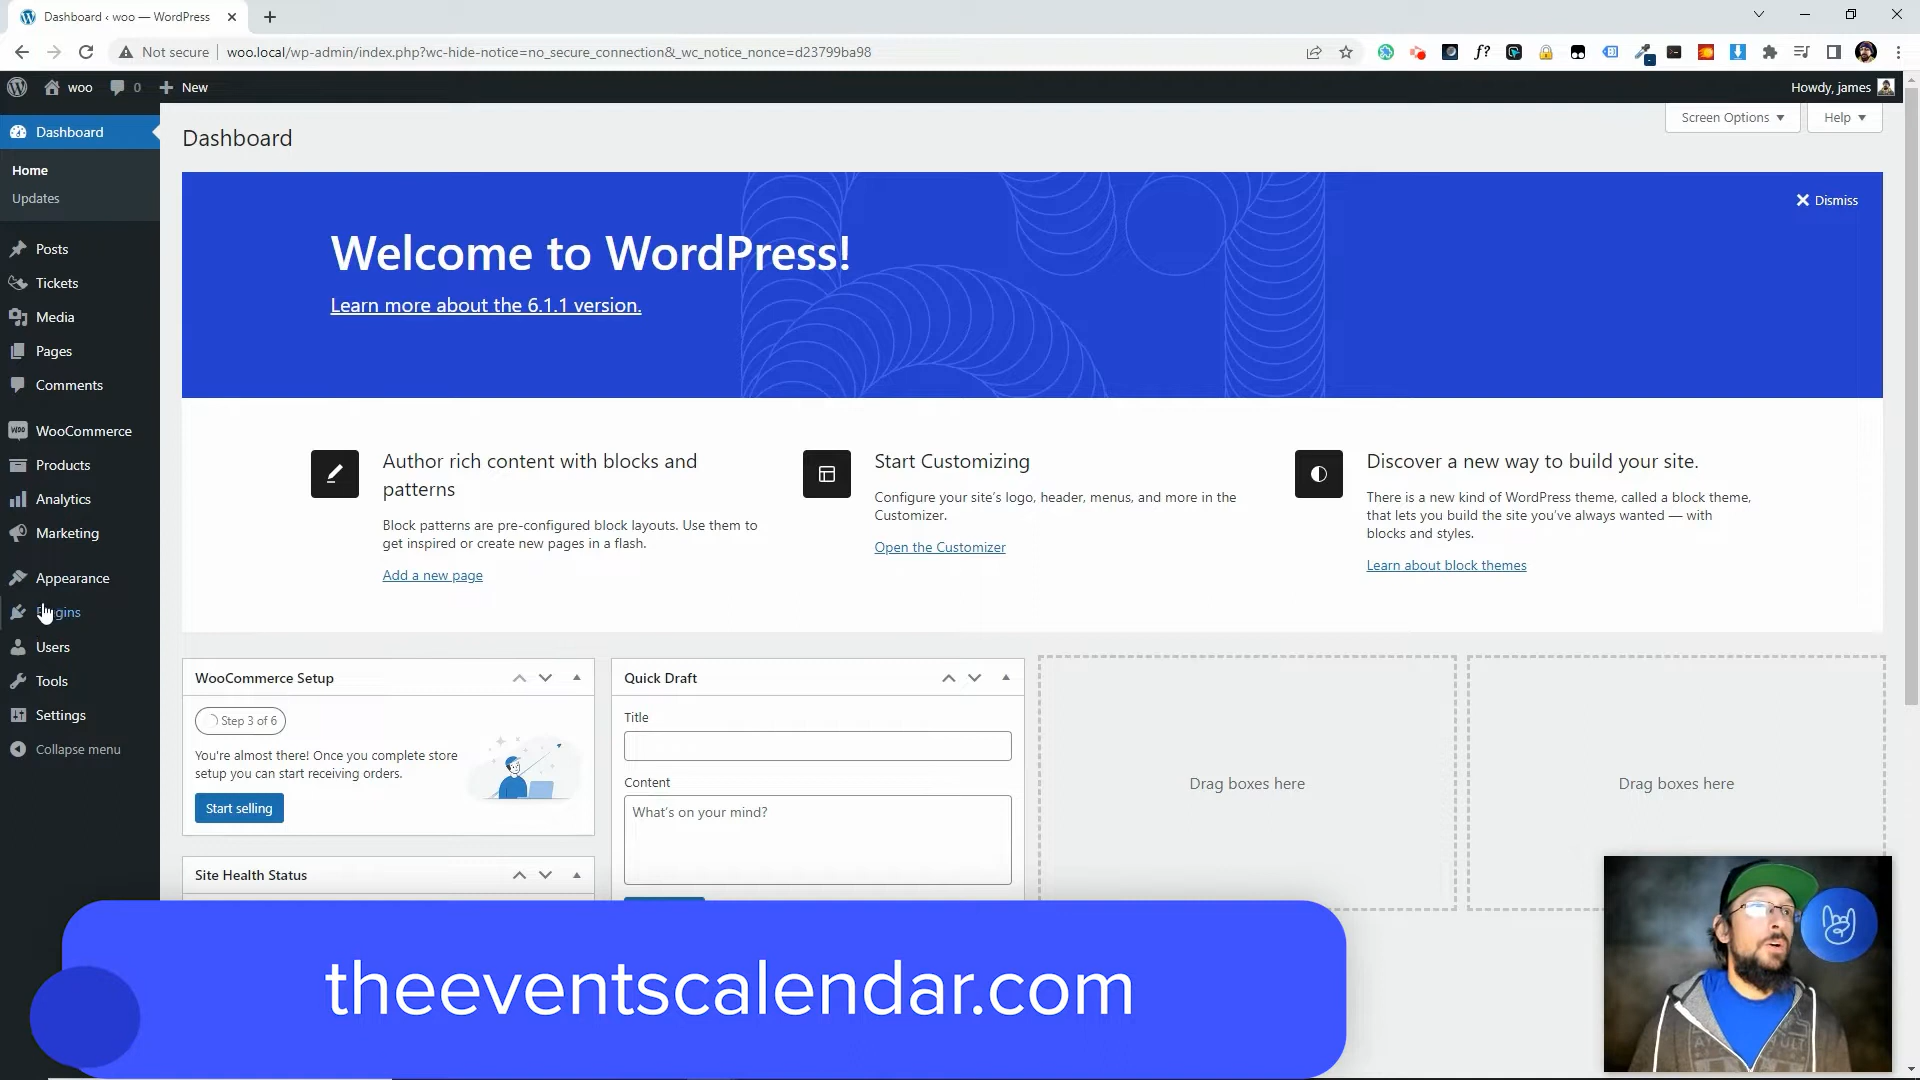 Dashboard ‹ woo — WordPress
Not secure
woo.local/wp-admin/index.php?wc-hide-notice=no_secure_connection&_wc_notice_nonce=d23799ba98
f?
woo
0
New
Howdy, james
Dashboard
Home
Updates
Posts
Tickets
Media
Pages
Comments
WooCommerce
Products
Analytics
Marketing
Appearance
Plugins
Users
Tools
Settings
Collapse menu
Dashboard
Screen Options
Help
Dismiss
Welcome to WordPress!
Learn more about the 6.1.1 version.
Author rich content with blocks and
patterns
Block patterns are pre-configured block layouts. Use them to
get inspired or create new pages in a flash.
Add a new page
Start Customizing
Configure your site's logo, header, menus, and more in the
Customizer.
Open the Customizer
Discover a new way to build your site.
There is a new kind of WordPress theme, called a block theme,
that lets you build the site you've always wanted — with
blocks and styles.
Learn about block themes
WooCommerce Setup
Step 3 of 6
You're almost there! Once you complete store
setup you can start receiving orders.
Start selling
Site Health Status
Quick Draft
Title
Content
What's on your mind?
Drag boxes here
Drag boxes here
theeventscalendar.com